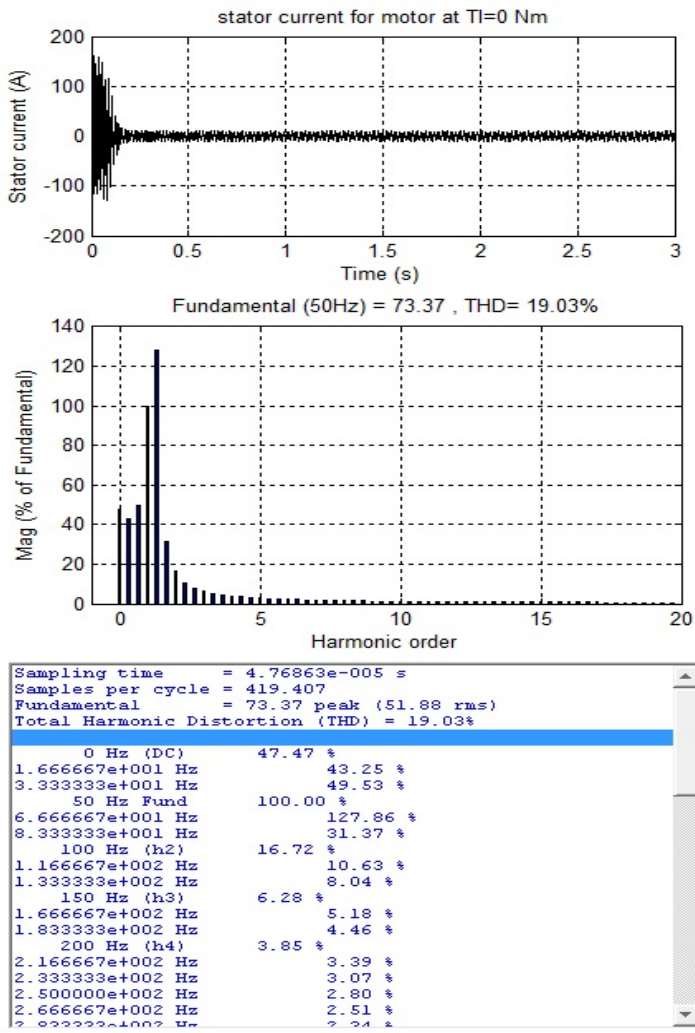 stator current for motor at Tl=0 Nm
200
100
0
-100
-200
Stator current (A)
0 0.5 1 1.5 2 2.5 3
Time (s)
Fundamental (50Hz) = 73.37 , THD= 19.03%
140
120
100
80
60
40
20
0
Mag (% of Fundamental)
0 5 10 15 20
Harmonic order
Sampling time = 4.76863e-005 s
Samples per cycle = 419.407
Fundamental = 73.37 peak (51.88 rms)
Total Harmonic Distortion (THD) = 19.03%
0 Hz (DC) 47.47 %
1.666667e+001 Hz 43.25 %
3.333333e+001 Hz 49.53 %
50 Hz Fund 100.00 %
6.666667e+001 Hz 127.86 %
8.333333e+001 Hz 31.37 %
100 Hz (h2) 16.72 %
1.166667e+002 Hz 10.63 %
1.333333e+002 Hz 8.04 %
150 Hz (h3) 6.28 %
1.666667e+002 Hz 5.18 %
1.833333e+002 Hz 4.46 %
200 Hz (h4) 3.85 %
2.166667e+002 Hz 3.39 %
2.333333e+002 Hz 3.07 %
2.500000e+002 Hz 2.80 %
2.666667e+002 Hz 2.51 %
2.833333e+002 Hz 2.34 %